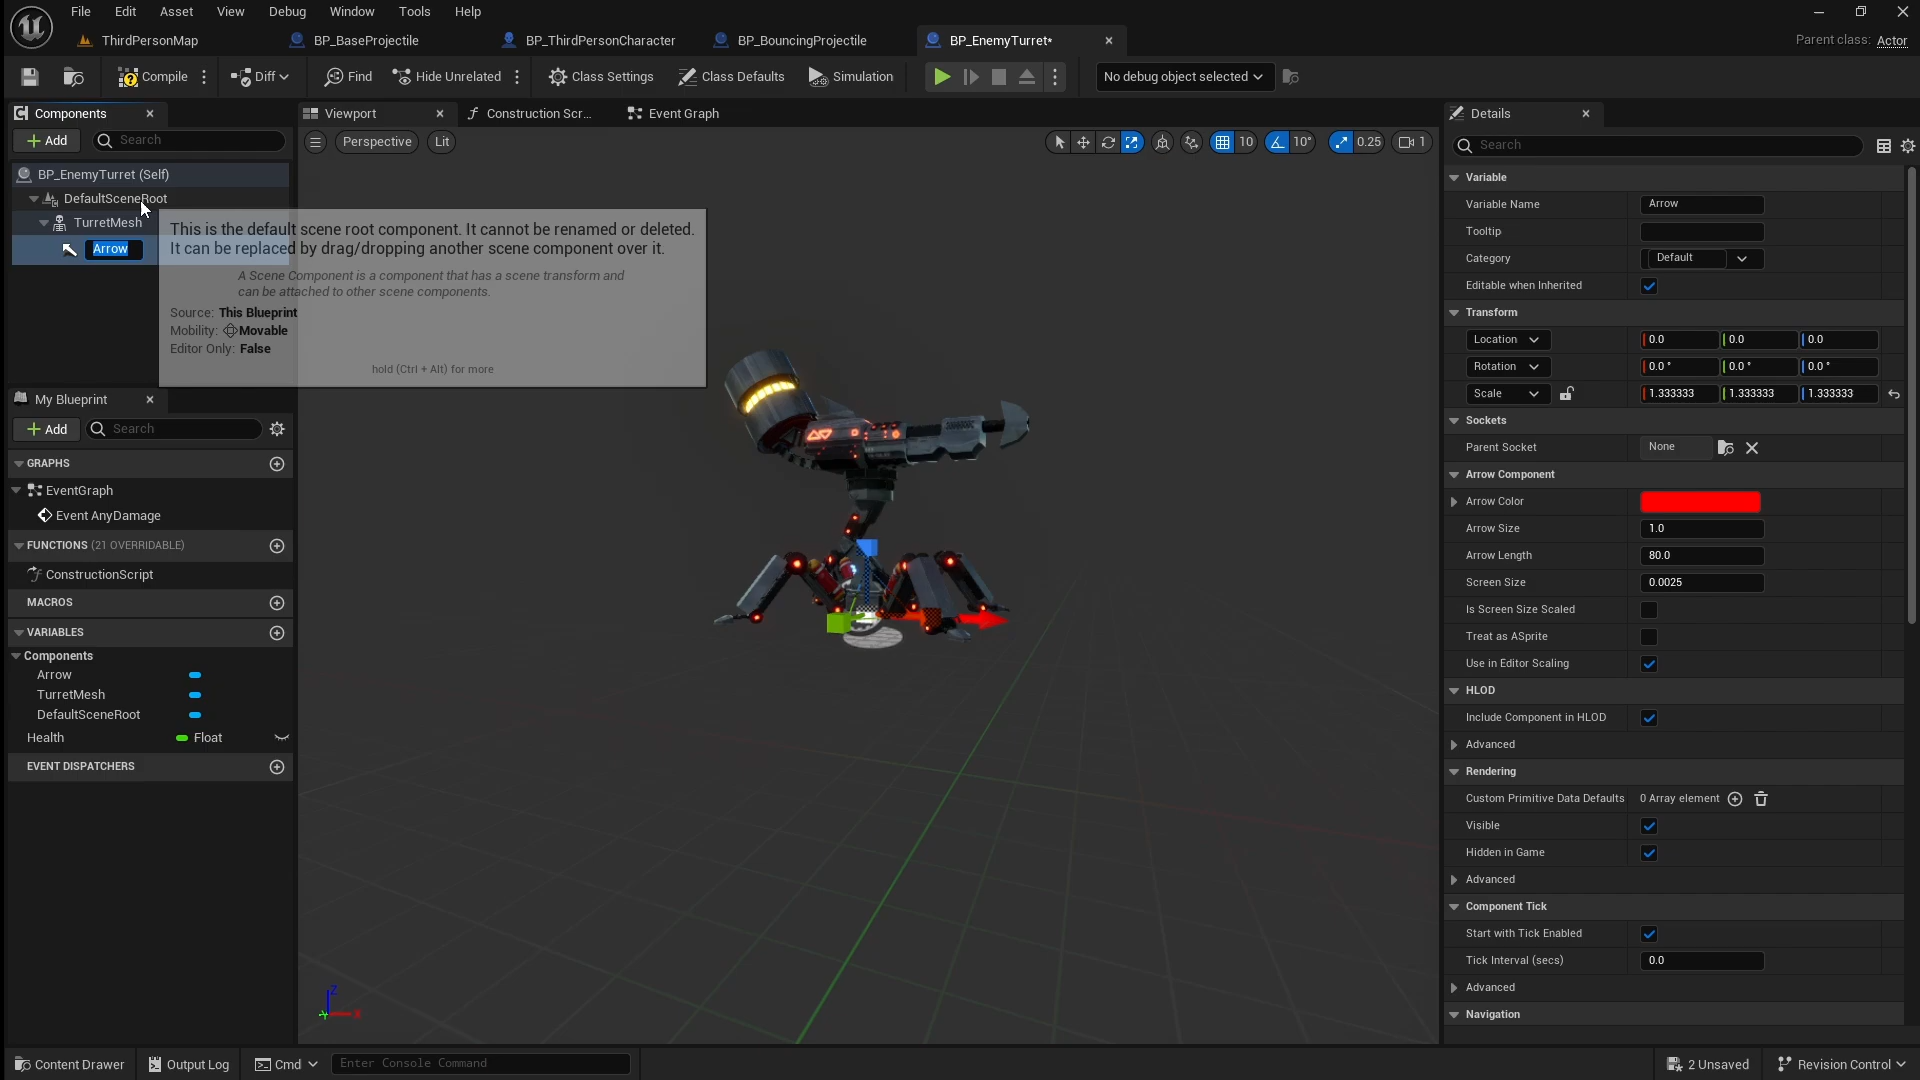 File Edit Asset View Debug Window Tools Help
ThirdPersonMap BP_BaseProjectile BP_ThirdPersonCharacter BP_BouncingProjectile BP_EnemyTurret*
Parent class: Actor
Compile Diff Find Hide Unrelated Class Settings Class Defaults Simulation No debug object selected
Components
Add Search
BP_EnemyTurret (Self)
DefaultSceneRoot
TurretMesh
Arrow
This is the default scene root component. It cannot be renamed or deleted.
It can be replaced by drag/dropping another scene component over it.
A Scene Component is a component that has a scene transform and
can be attached to other scene components.
Source: This Blueprint
Mobility: Movable
Editor Only: False
hold (Ctrl + Alt) for more
My Blueprint
Add Search
GRAPHS
EventGraph
Event AnyDamage
FUNCTIONS (21 OVERRIDABLE)
ConstructionScript
MACROS
VARIABLES
Components
Arrow
TurretMesh
DefaultSceneRoot
Health Float
EVENT DISPATCHERS
Viewport Construction Scr... Event Graph
Perspective Lit 10 10° 0.25 1
Z
X
Y
Details
Search
Variable
Variable Name Arrow
Tooltip
Category Default
Editable when Inherited
Transform
Location 0.0 0.0 0.0
Rotation 0.0 ° 0.0 ° 0.0 °
Scale 1.333333 1.333333 1.333333
Sockets
Parent Socket None
Arrow Component
Arrow Color
Arrow Size 1.0
Arrow Length 80.0
Screen Size 0.0025
Is Screen Size Scaled
Treat as ASprite
Use in Editor Scaling
HLOD
Include Component in HLOD
Advanced
Rendering
Custom Primitive Data Defaults 0 Array element
Visible
Hidden in Game
Advanced
Component Tick
Start with Tick Enabled
Tick Interval (secs) 0.0
Advanced
Navigation
Content Drawer Output Log Cmd Enter Console Command 2 Unsaved Revision Control